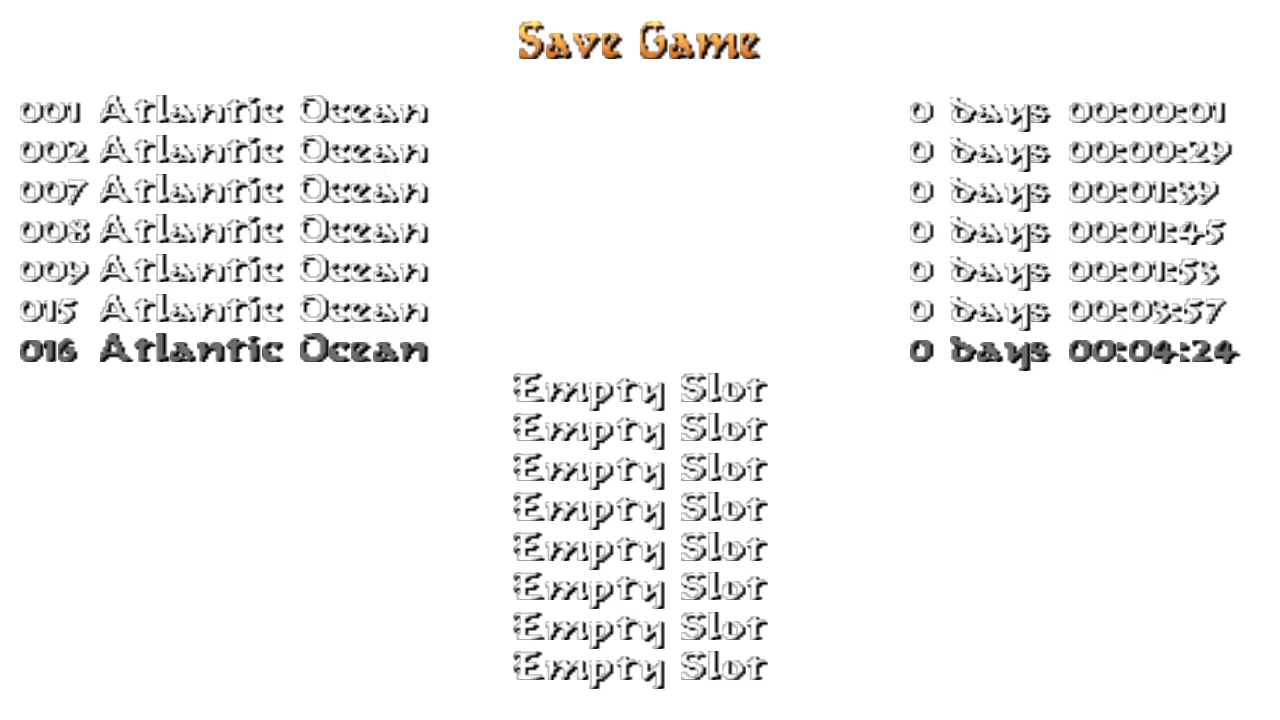 Save Game
001 Atlantic Ocean 0 days 00:00:01
002 Atlantic Ocean 0 days 00:00:29
007 Atlantic Ocean 0 days 00:01:39
008 Atlantic Ocean 0 days 00:01:45
009 Atlantic Ocean 0 days 00:01:53
015 Atlantic Ocean 0 days 00:03:57
016 Atlantic Ocean 0 days 00:04:24
Empty Slot
Empty Slot
Empty Slot
Empty Slot
Empty Slot
Empty Slot
Empty Slot
Empty Slot